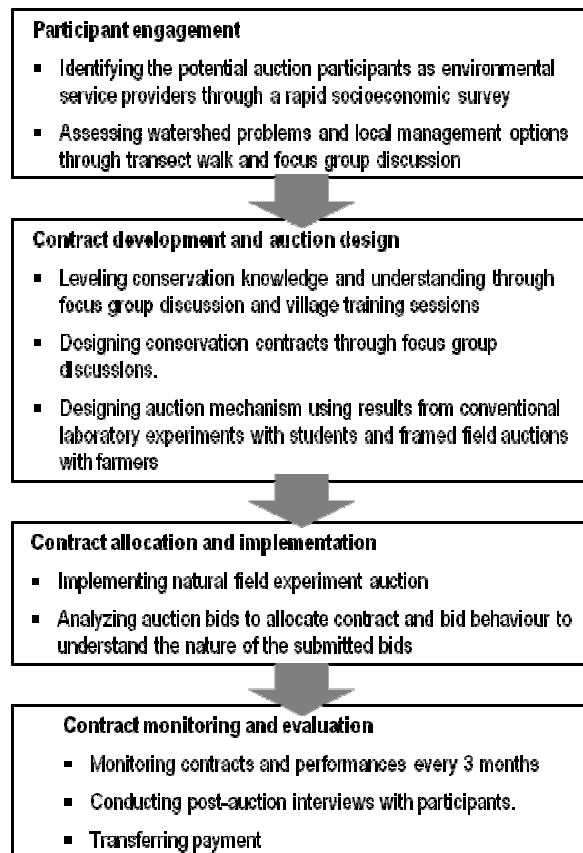 Participant engagement
▪ Identifying the potential auction participants as environmental
service providers through a rapid socioeconomic survey
▪ Assessing watershed problems and local management options
through transect walk and focus group discussion
Contract development and auction design
▪ Leveling conservation knowledge and understanding through
focus group discussion and village training sessions
▪ Designing conservation contracts through focus group
discussions.
▪ Designing auction mechanism using results from conventional
laboratory experiments with students and framed field auctions
with farmers
Contract allocation and implementation
▪ Implementing natural field experiment auction
▪ Analyzing auction bids to allocate contract and bid behaviour to
understand the nature of the submitted bids
Contract monitoring and evaluation
▪ Monitoring contracts and performances every 3 months
▪ Conducting post-auction interviews with participants.
▪ Transferring payment